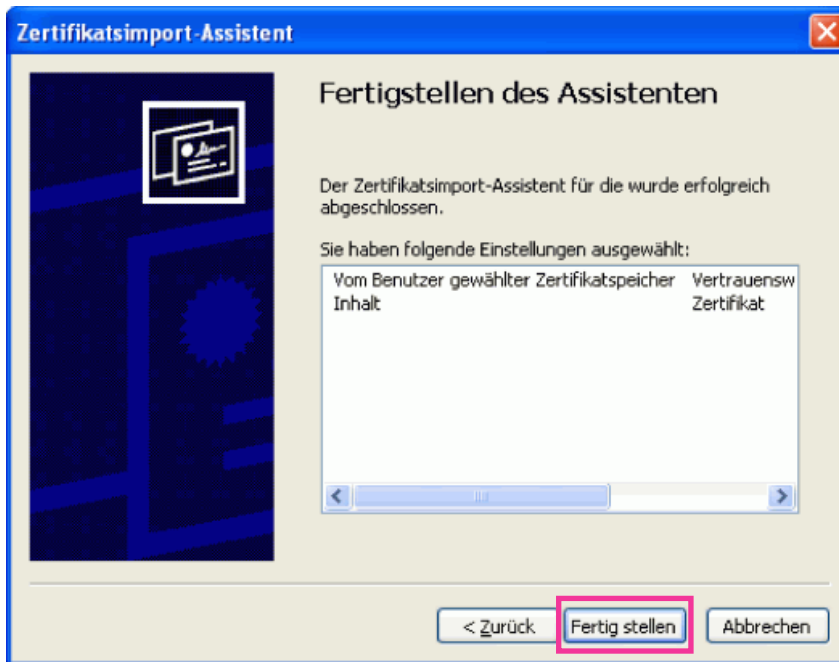 Zertifikatsimport-Assistent
Fertigstellen des Assistenten
Der Zertifikatsimport-Assistent für die wurde erfolgreich
abgeschlossen.
Sie haben folgende Einstellungen ausgewählt:
Vom Benutzer gewählter Zertifikatspeicher Vertrauensw
Inhalt Zertifikat
< Zurück Fertig stellen Abbrechen